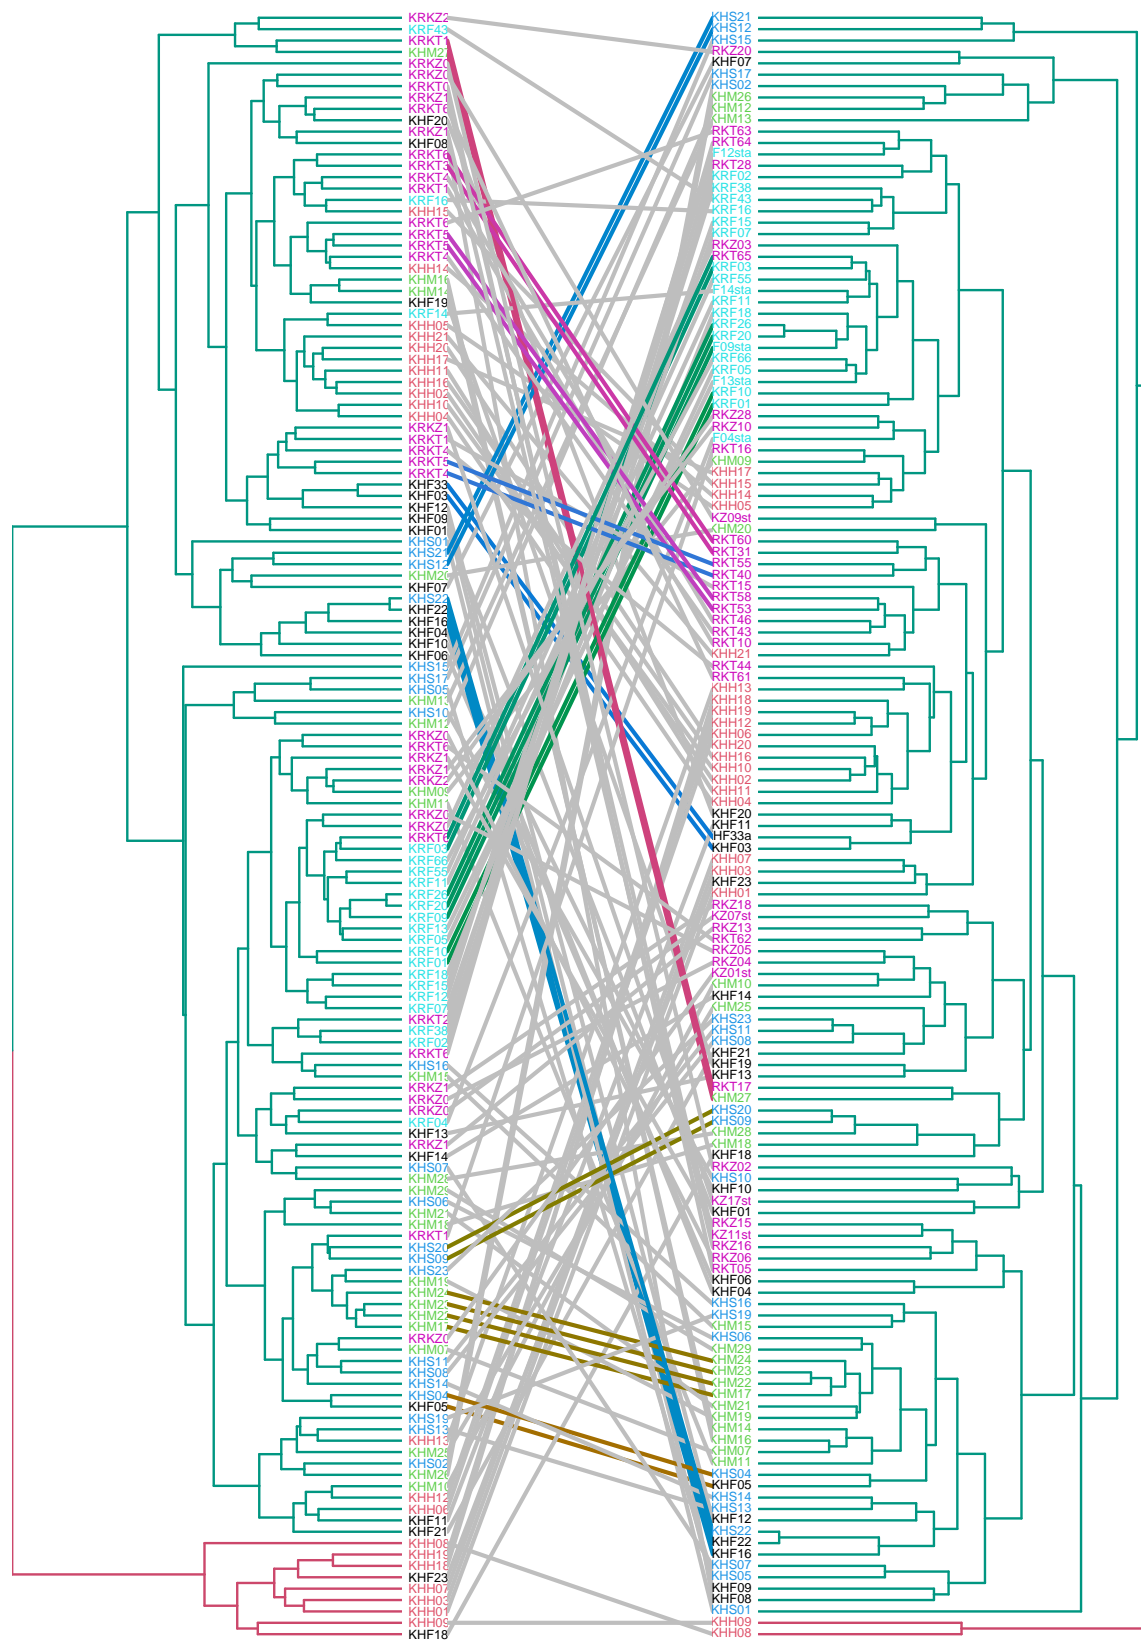 KRKZ2
KRF43
KRKT1
KHM27
KRKZ0
KRKZ0
KRKT0
KRKZ1
KRKT6
KHF20
KRKZ1
KHF08
KRKT6
KRKT3
KRKT4
KRKT1
KRF16
KHH15
KRKT6
KRKT5
KRKT5
KRKT4
KHH14
KHM16
KHM14
KHF19
KRF14
KHH05
KHH21
KHH20
KHH17
KHH11
KHH16
KHH02
KHH10
KHH04
KRKZ1
KRKT1
KRKT4
KRKT5
KRKT4
KHF33
KHF03
KHF12
KHF09
KHF01
KHS01
KHS21
KHS12
KHM20
KHF07
KHS22
KHF22
KHF16
KHF04
KHF10
KHF06
KHS15
KHS17
KHS05
KHM13
KHS10
KHM12
KRKZ0
KRKT6
KRKZ1
KRKZ1
KRKZ2
KHM09
KHM11
KRKZ0
KRKZ0
KRKT6
KRF03
KRF66
KRF55
KRF11
KRF26
KRF20
KRF09
KRF13
KRF05
KRF10
KRF01
KRF18
KRF15
KRF12
KRF07
KRKT2
KRF38
KRF02
KRKT6
KHS16
KHM15
KRKZ1
KRKZ0
KRKZ0
KRF04
KHF13
KRKZ1
KHF14
KHS07
KHM28
KHM29
KHS06
KHM21
KHM18
KRKT1
KHS20
KHS09
KHS23
KHM19
KHM24
KHM23
KHM22
KHM17
KRKZ0
KHM07
KHS11
KHS08
KHS14
KHS04
KHF05
KHS19
KHS13
KHH13
KHM25
KHS02
KHM26
KHM10
KHH12
KHH06
KHF11
KHF21
KHH08
KHH19
KHH18
KHF23
KHH07
KHH03
KHH01
KHH09
KHF18
KHS21
KHS12
KHS15
RKZ20
KHF07
KHS17
KHS02
KHM26
KHM12
KHM13
RKT63
RKT64
F12sta
RKT28
KRF02
KRF38
KRF43
KRF16
KRF15
KRF07
RKZ03
RKT65
KRF03
KRF55
F14sta
KRF11
KRF18
KRF26
KRF20
F09sta
KRF66
KRF05
F13sta
KRF10
KRF01
RKZ28
RKZ10
F04sta
RKT16
KHM09
KHH17
KHH15
KHH14
KHH05
KZ09st
KHM20
RKT60
RKT31
RKT55
RKT40
RKT15
RKT58
RKT53
RKT46
RKT43
RKT10
KHH21
RKT44
RKT61
KHH13
KHH18
KHH19
KHH12
KHH06
KHH20
KHH16
KHH10
KHH02
KHH11
KHH04
KHF20
KHF11
HF33a
KHF03
KHH07
KHH03
KHF23
KHH01
RKZ18
KZ07st
RKZ13
RKT62
RKZ05
RKZ04
KZ01st
KHM10
KHF14
KHM25
KHS23
KHS11
KHS08
KHF21
KHF19
KHF13
RKT17
KHM27
KHS20
KHS09
KHM28
KHM18
KHF18
RKZ02
KHS10
KHF10
KZ17st
KHF01
RKZ15
KZ11st
RKZ16
RKZ06
RKT05
KHF06
KHF04
KHS16
KHS19
KHM15
KHS06
KHM29
KHM24
KHM23
KHM22
KHM17
KHM21
KHM19
KHM14
KHM16
KHM07
KHM11
KHS04
KHF05
KHS14
KHS13
KHF12
KHS22
KHF22
KHF16
KHS07
KHS05
KHF09
KHF08
KHS01
KHH09
KHH08